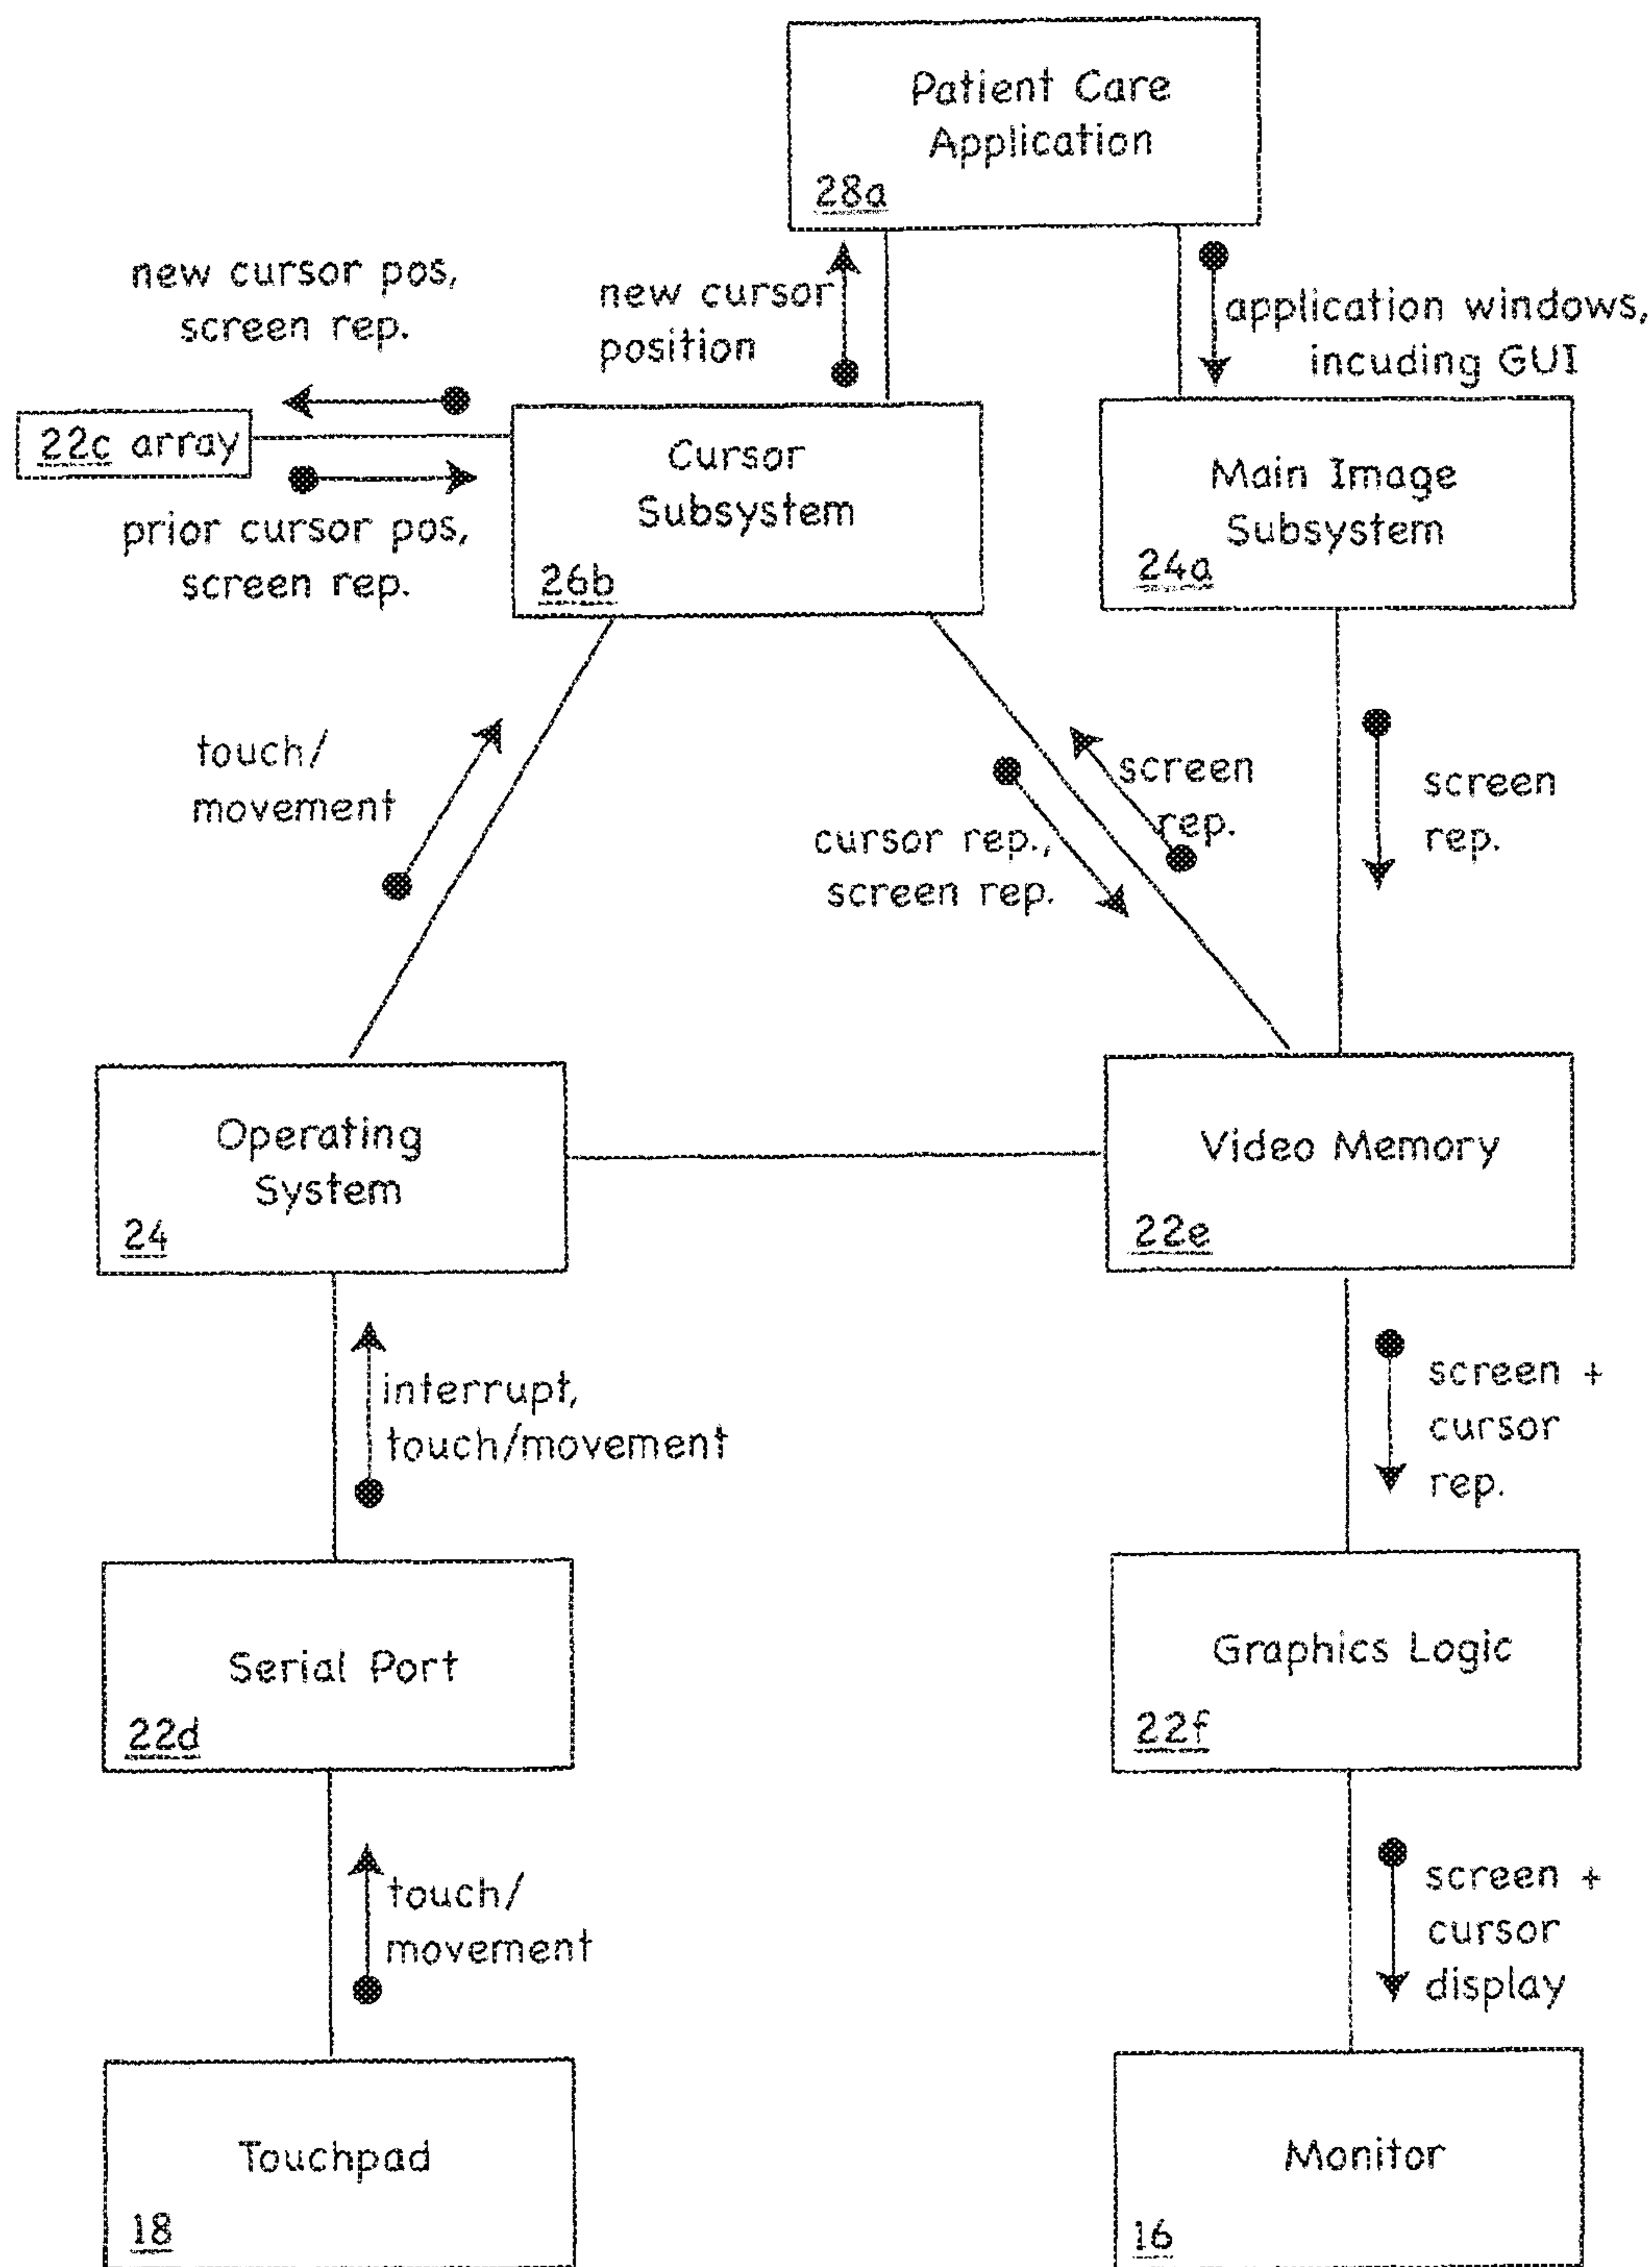 Patient Care
Application
28a
new cursor pos,
screen rep.
new cursor
position
application windows,
incuding GUI
22c array
prior cursor pos,
screen rep.
Cursor
Subsystem
26b
Main Image
Subsystem
24a
touch/
movement
cursor rep.,
screen rep.
screen
rep.
screen
rep.
Operating
System
24
Video Memory
22e
interrupt,
touch/movement
screen +
cursor
rep.
Serial Port
22d
Graphics Logic
22f
touch/
movement
screen +
cursor
display
Touchpad
18
Monitor
16